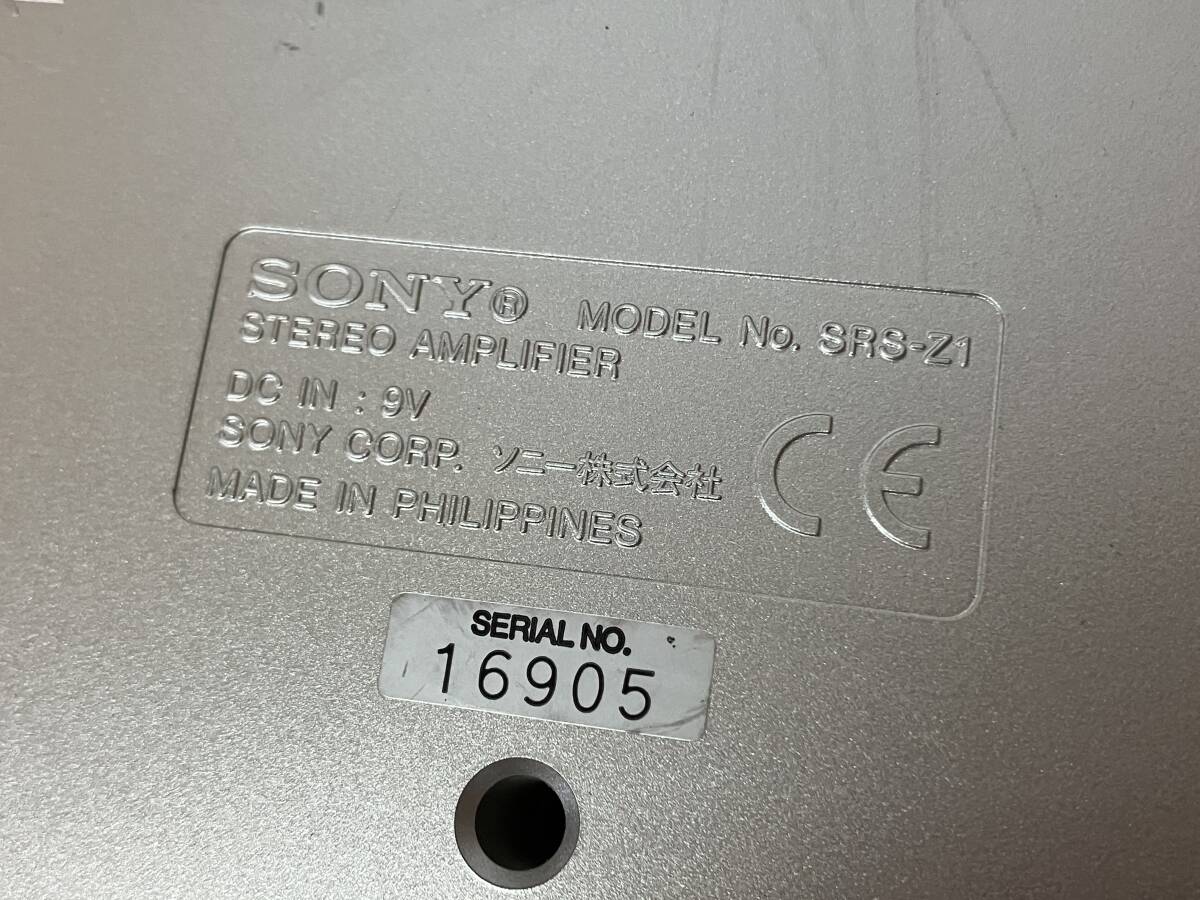 SONY® MODEL No. SRS-Z1
STEREO AMPLIFIER
DC IN : 9V
SONY CORP. ソニー株式会社
MADE IN PHILIPPINES
CE
SERIAL NO.
16905